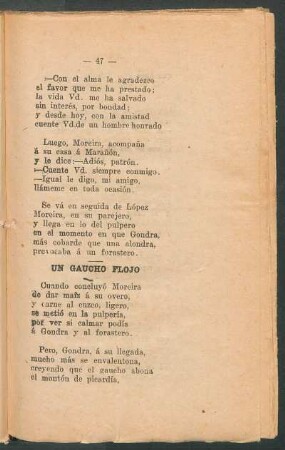 — 47 —
—Con el alma le agradezco
el favor que me ha prestado;
la vida Vd. me ha salvado
sin interés, por bondad;
y desde hoy, con la amistad
cuente Vd. de un hombre honrado
Luego, Moreira, acompaña
á su casa á Marañón,
y le dice:—Adiós, patrón.
—Cuente Vd. siempre conmigo.
—Igual le digo, mi amigo,
llámeme en toda ocasión.
Se vá en seguida de López
Moreira, en su parejero,
y llega en lo del pulpero
en el momento en que Gondra,
más cobarde que una alondra,
provocaba á un forastero.
UN GAUCHO FLOJO
Cuando concluyó Moreira
de dar maíz á su overo,
y carne al cuzco, ligero,
se metió en la pulpería,
por ver si calmar podía
á Gondra y al forastero.
Pero, Gondra, á su llegada,
mucho más se envalentona,
creyendo que el gaucho abona
el montón de picardía,